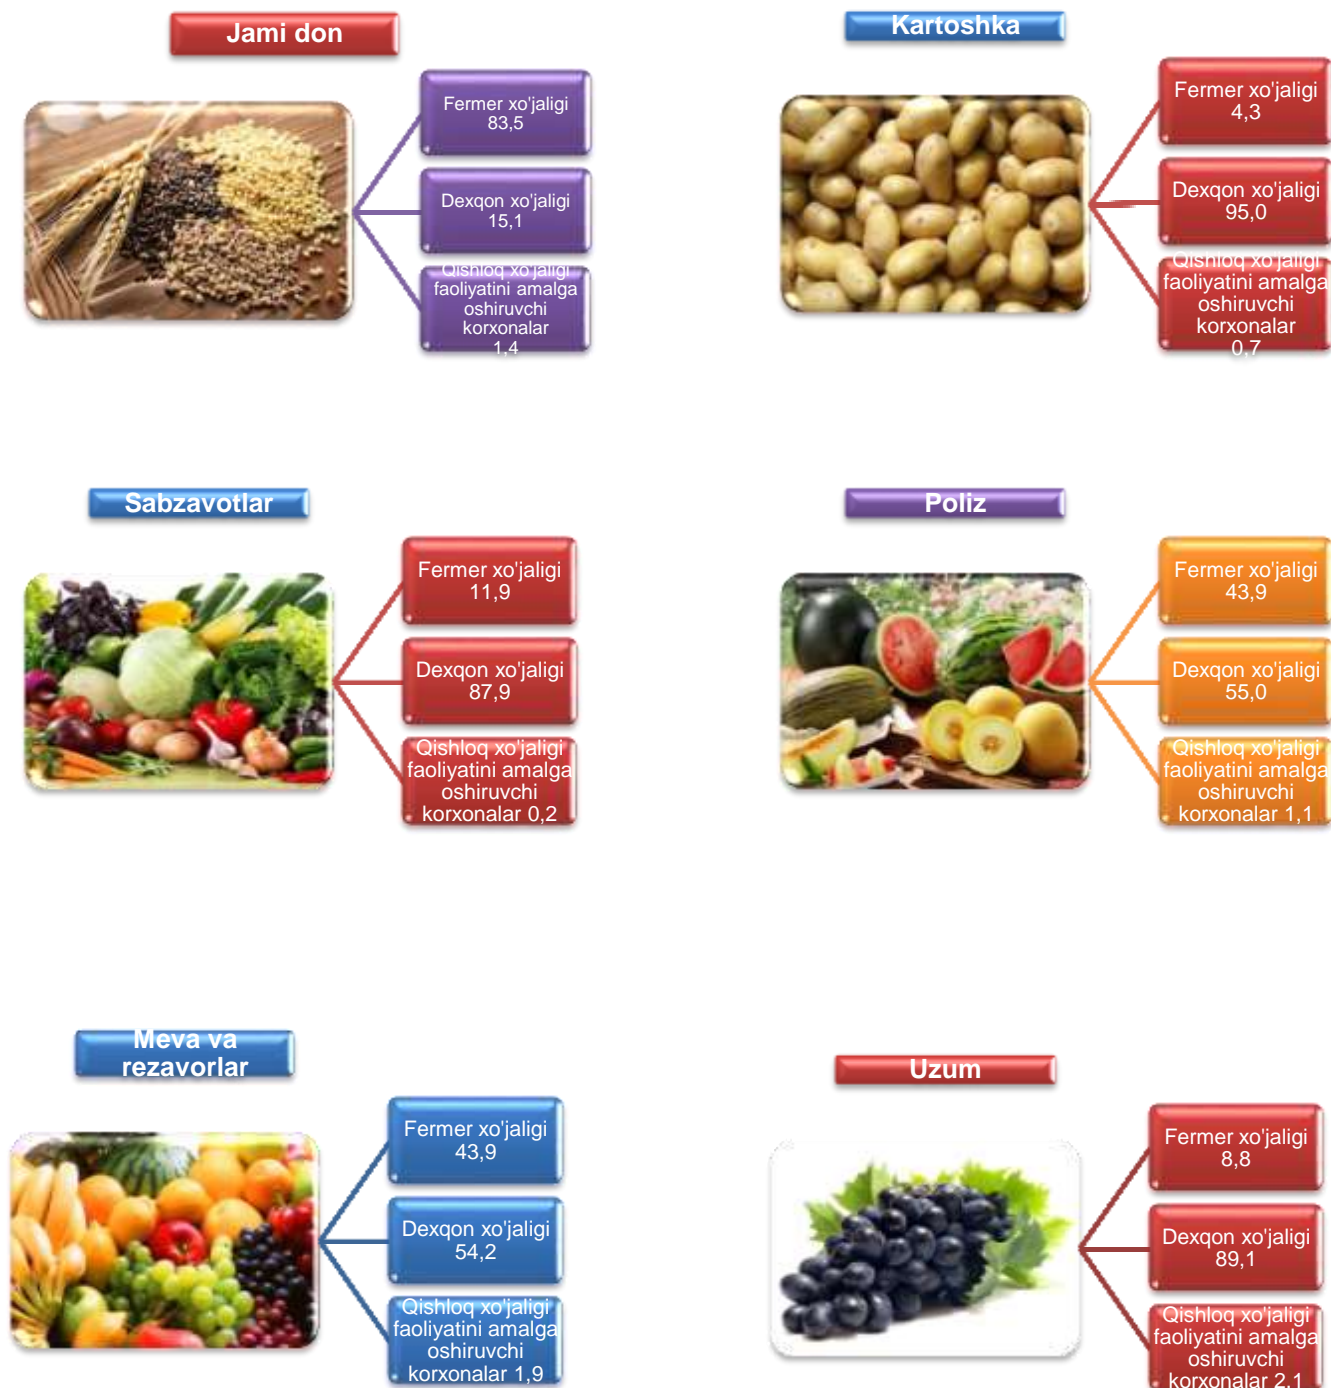 Jami don
Fermer xo'jaligi
83,5
Dexqon xo'jaligi
15,1
Qishloq xo'jaligi
faoliyatini amalga
oshiruvchi
korxonalar
1,4
Kartoshka
Fermer xo'jaligi
4,3
Dexqon xo'jaligi
95,0
Qishloq xo'jaligi
faoliyatini amalga
oshiruvchi
korxonalar
0,7
Sabzavotlar
Fermer xo'jaligi
11,9
Dexqon xo'jaligi
87,9
Qishloq xo'jaligi
faoliyatini amalga
oshiruvchi
korxonalar 0,2
Poliz
Fermer xo'jaligi
43,9
Dexqon xo'jaligi
55,0
Qishloq xo'jaligi
faoliyatini amalga
oshiruvchi
korxonalar 1,1
Meva va
rezavorlar
Fermer xo'jaligi
43,9
Dexqon xo'jaligi
54,2
Qishloq xo'jaligi
faoliyatini amalga
oshiruvchi
korxonalar 1,9
Uzum
Fermer xo'jaligi
8,8
Dexqon xo'jaligi
89,1
Qishloq xo'jaligi
faoliyatini amalga
oshiruvchi
korxonalar 2,1